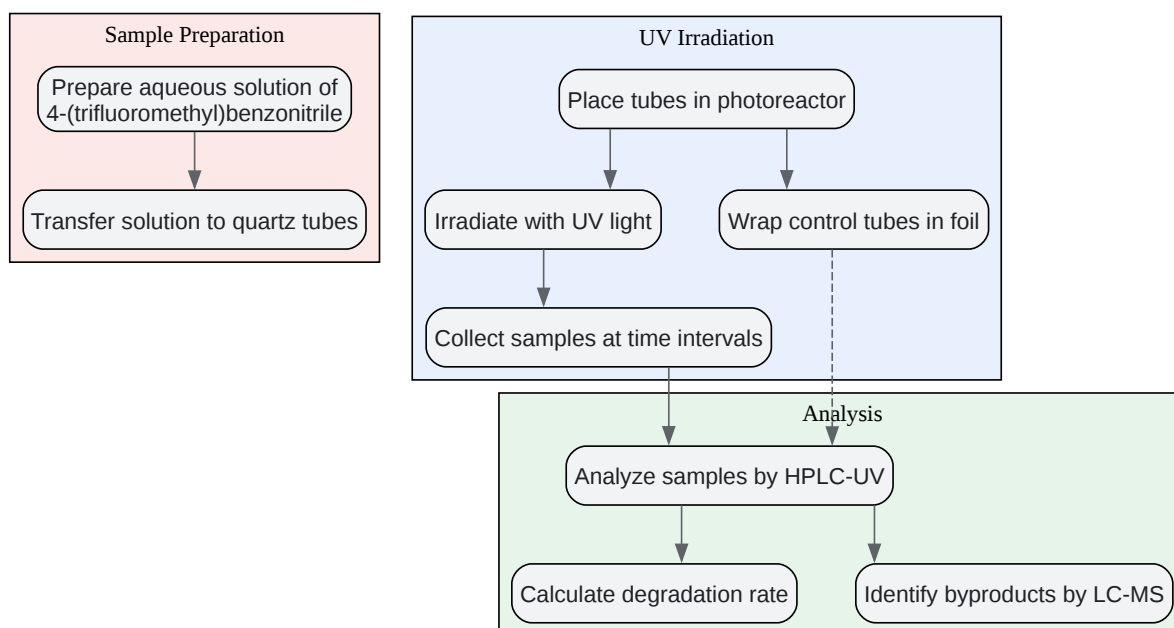 Sample Preparation
Prepare aqueous solution of
4-(trifluoromethyl)benzonitrile
Transfer solution to quartz tubes
UV Irradiation
Place tubes in photoreactor
Irradiate with UV light
Wrap control tubes in foil
Collect samples at time intervals
Analysis
Analyze samples by HPLC-UV
Calculate degradation rate
Identify byproducts by LC-MS